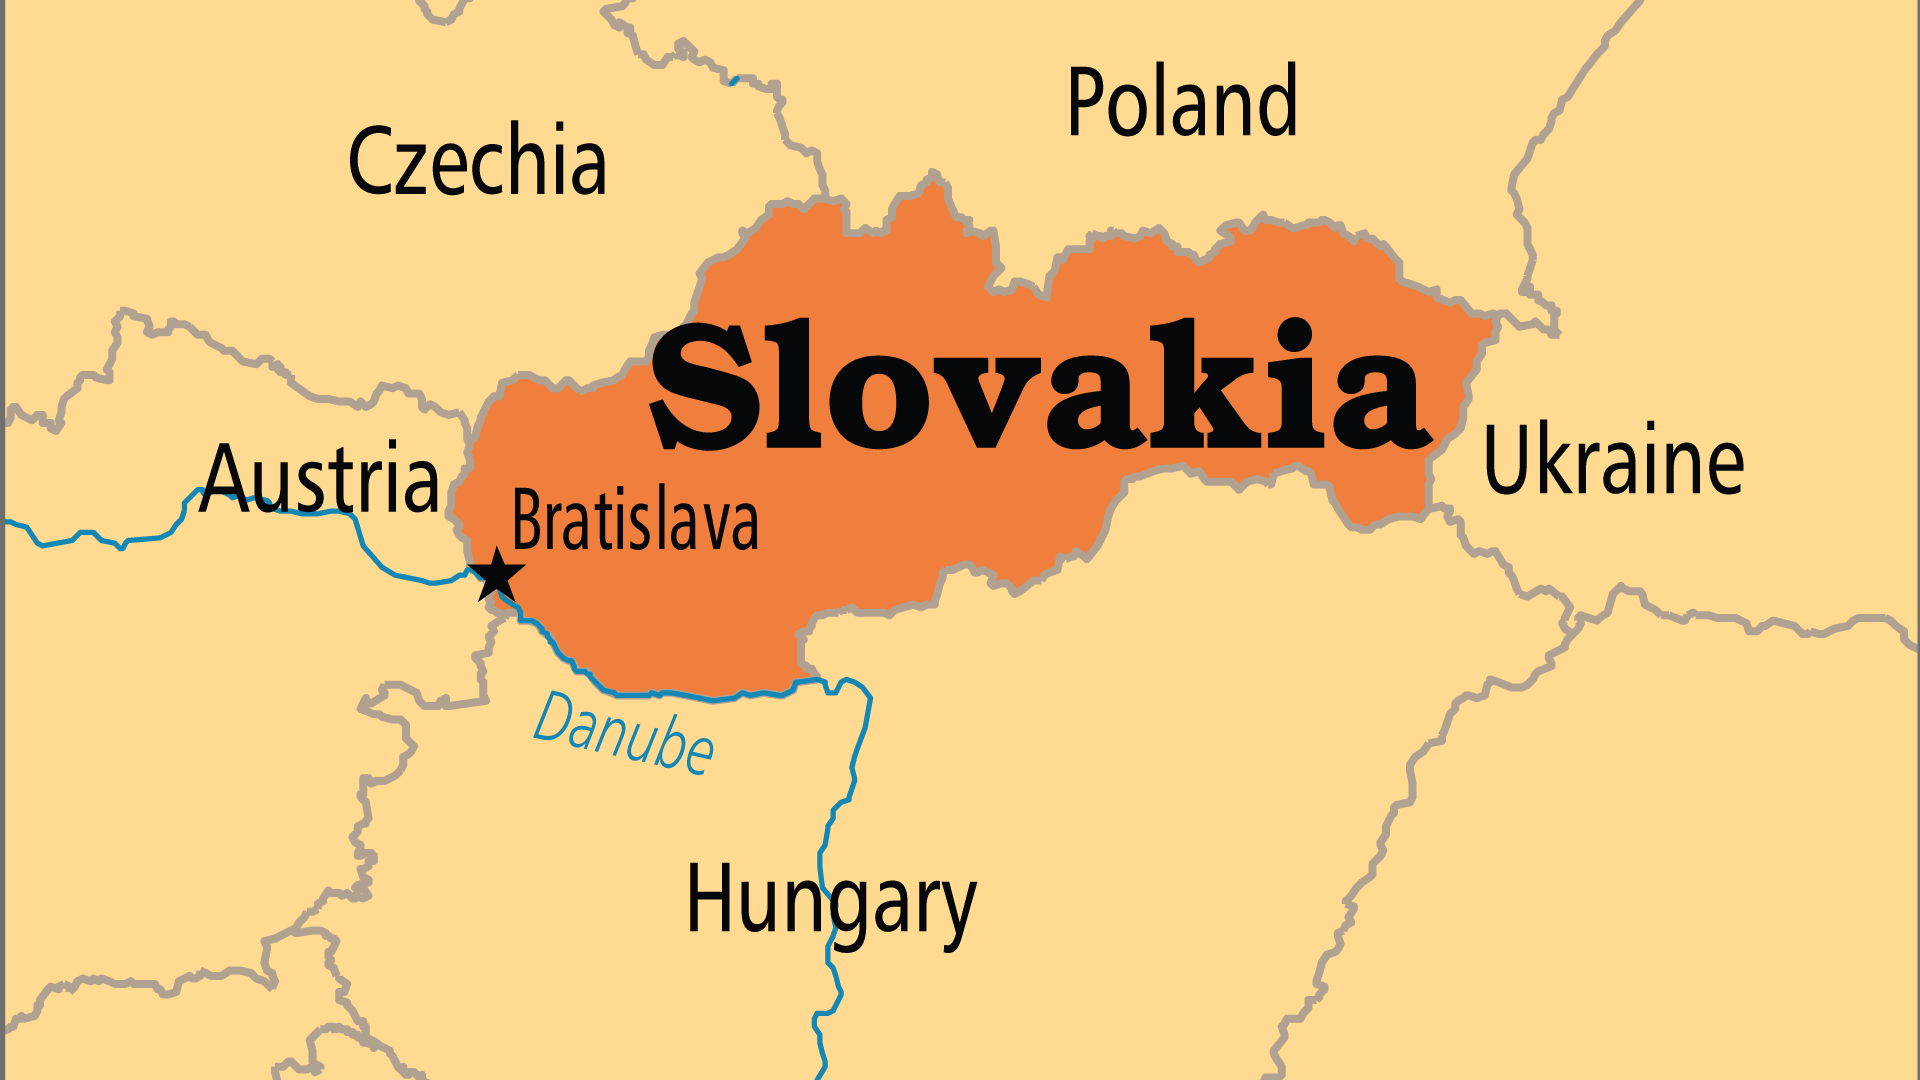 Poland
Czechia
Slovakia
Austria
Ukraine
Bratislava
Danube
Hungary